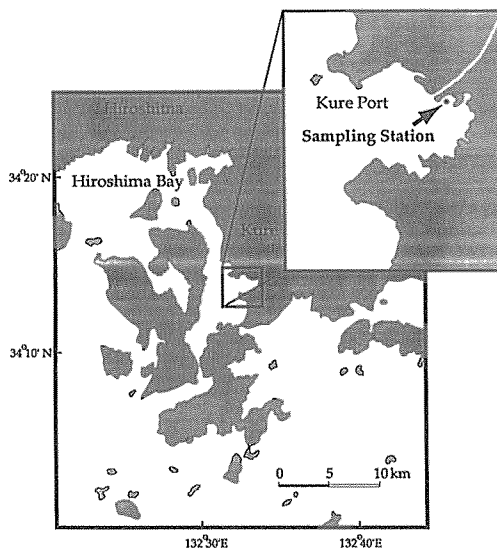 Hiroshima
Hiroshima Bay
Kure
Kure Port
Sampling Station
34°20' N
34°10' N
0 5 10 km
132°30'E
132°40'E